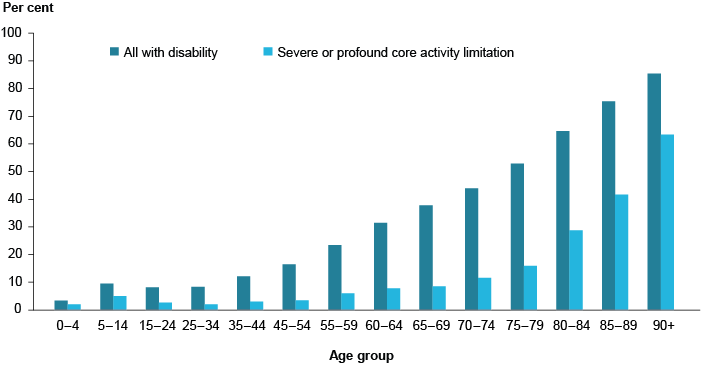 Per cent
100
All with disability Severe or profound core activity limitation
90
80
70
60
50
40
30
20
10
0
0–4 5–14 15–24 25–34 35–44 45–54 55–59 60–64 65–69 70–74 75–79 80–84 85–89 90+
Age group